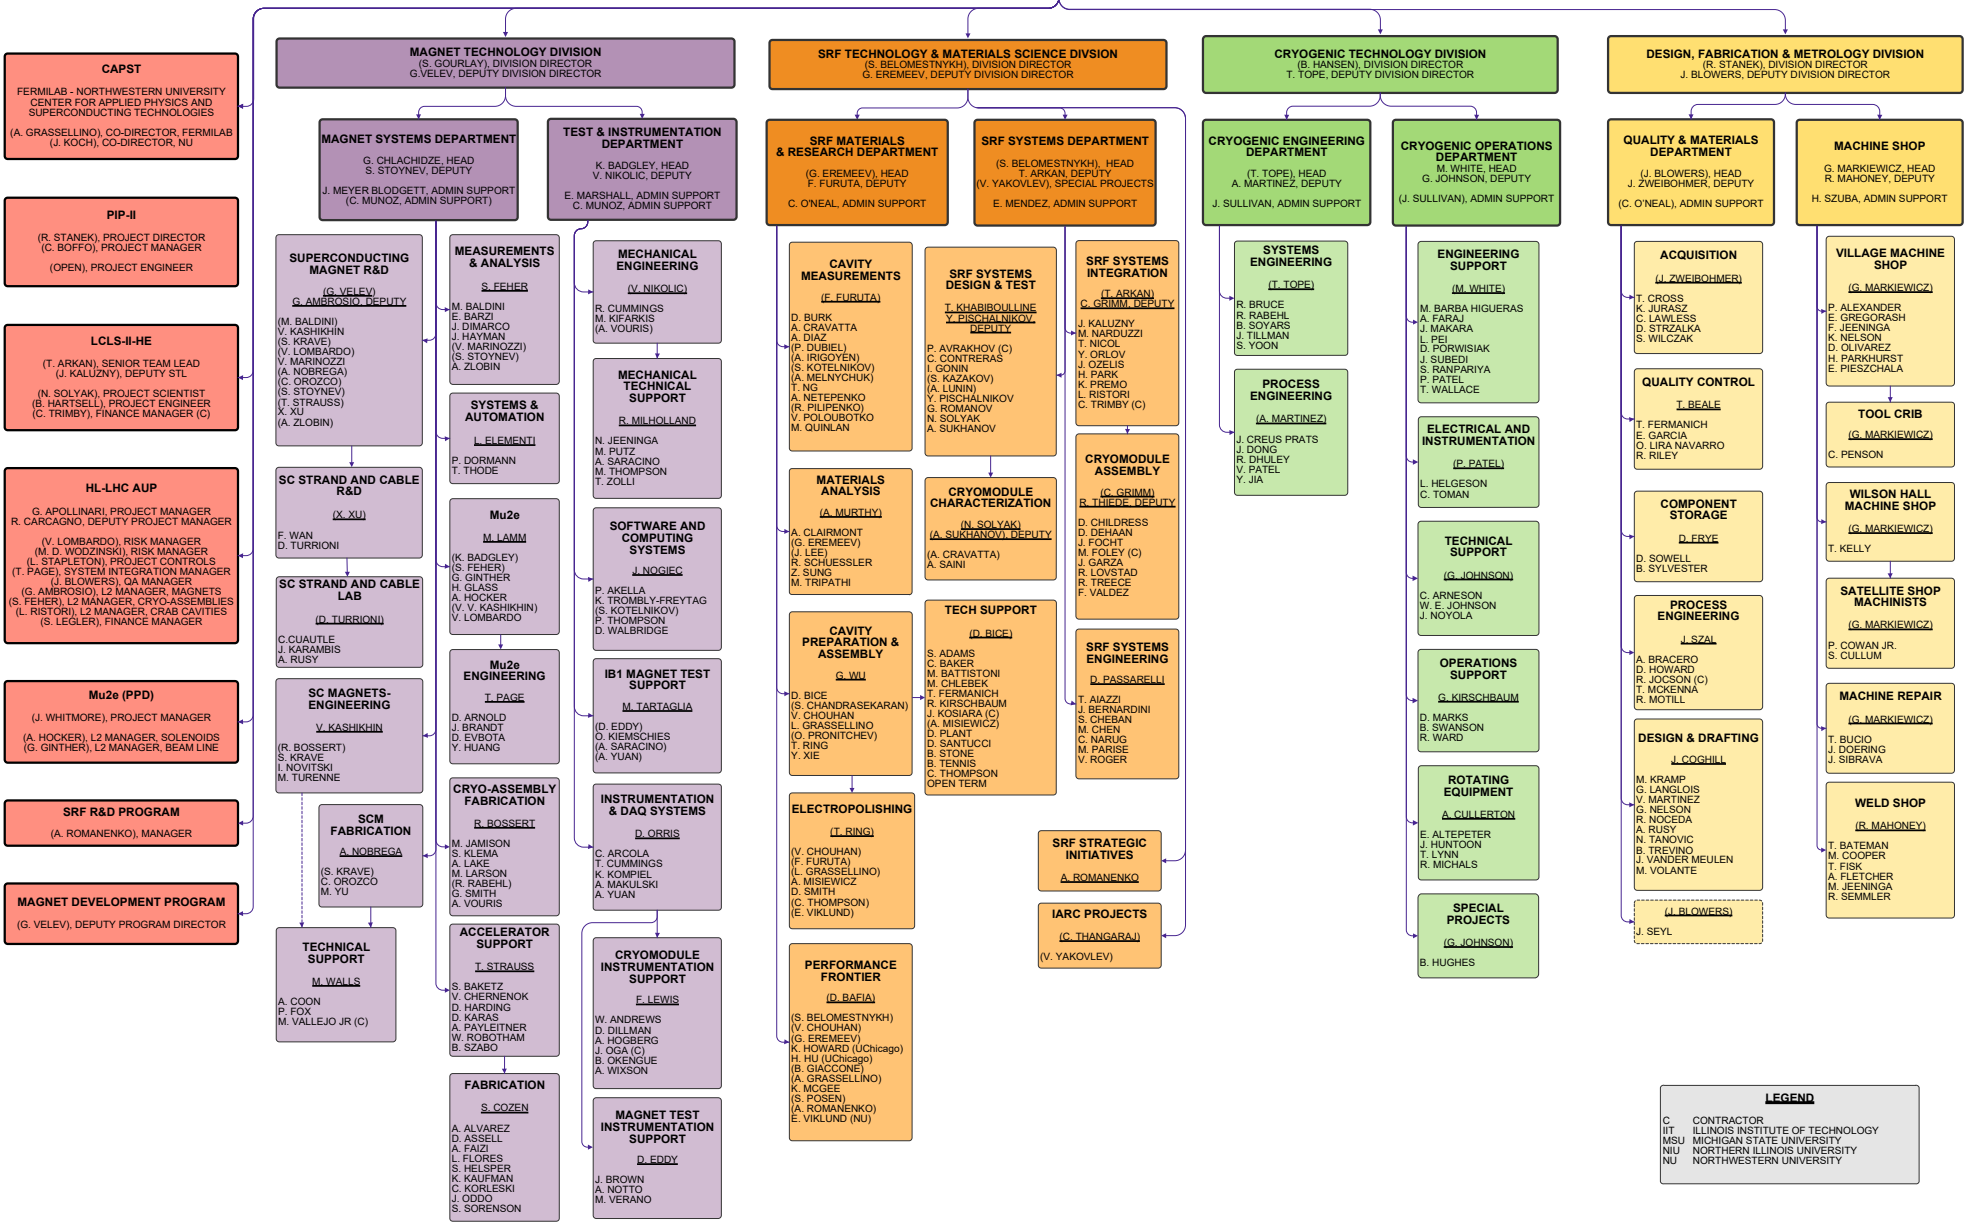 CAPST
FERMILAB - NORTHWESTERN UNIVERSITY
CENTER FOR APPLIED PHYSICS AND
SUPERCONDUCTING TECHNOLOGIES
(A. GRASSELLINO), CO-DIRECTOR, FERMILAB
(J. KOCH), CO-DIRECTOR, NU
PIP-II
(R. STANEK), PROJECT DIRECTOR
(C. BOFFO), PROJECT MANAGER
(OPEN), PROJECT ENGINEER
LCLS-II-HE
(T. ARKAN), SENIOR TEAM LEAD
(J. KALUZNY), DEPUTY STL
(N. SOLYAK), PROJECT SCIENTIST
(B. HARTSELL), PROJECT ENGINEER
(C. TRIMBY), FINANCE MANAGER (C)
HL-LHC AUP
G. APOLLINARI, PROJECT MANAGER
R. CARCAGNO, DEPUTY PROJECT MANAGER
(V. LOMBARDO), RISK MANAGER
(M. D. WODZINSKI), RISK MANAGER
(L. STAPLETON), PROJECT CONTROLS
(T. PAGE), SYSTEM INTEGRATION MANAGER
(J. BLOWERS), QA MANAGER
(G. AMBROSIO), L2 MANAGER, MAGNETS
(S. FEHER), L2 MANAGER, CRYO-ASSEMBLIES
(L. RISTORI), L2 MANAGER, CRAB CAVITIES
(S. LEGLER), FINANCE MANAGER
Mu2e (PPD)
(J. WHITMORE), PROJECT MANAGER
(A. HOCKER), L2 MANAGER, SOLENOIDS
(G. GINTHER), L2 MANAGER, BEAM LINE
SRF R&D PROGRAM
(A. ROMANENKO), MANAGER
MAGNET DEVELOPMENT PROGRAM
(G. VELEV), DEPUTY PROGRAM DIRECTOR
MAGNET TECHNOLOGY DIVISION
(S. GOURLAY), DIVISION DIRECTOR
G.VELEV, DEPUTY DIVISION DIRECTOR
MAGNET SYSTEMS DEPARTMENT
G. CHLACHIDZE, HEAD
S. STOYNEV, DEPUTY
J. MEYER BLODGETT, ADMIN SUPPORT
(C. MUNOZ, ADMIN SUPPORT)
TEST & INSTRUMENTATION
DEPARTMENT
K. BADGLEY, HEAD
V. NIKOLIC, DEPUTY
E. MARSHALL, ADMIN SUPPORT
C. MUNOZ, ADMIN SUPPORT
SUPERCONDUCTING
MAGNET R&D
(G. VELEV)
G. AMBROSIO, DEPUTY
(M. BALDINI)
V. KASHIKHIN
(S. KRAVE)
(V. LOMBARDO)
V. MARINOZZI
(A. NOBREGA)
(C. OROZCO)
(S. STOYNEV)
(T. STRAUSS)
X. XU
(A. ZLOBIN)
SC STRAND AND CABLE
R&D
(X. XU)
F. WAN
D. TURRIONI
SC STRAND AND CABLE
LAB
(D. TURRIONI)
C.CUAUTLE
J. KARAMBIS
A. RUSY
SC MAGNETS-
ENGINEERING
V. KASHIKHIN
(R. BOSSERT)
S. KRAVE
I. NOVITSKI
M. TURENNE
SCM
FABRICATION
A. NOBREGA
(S. KRAVE)
C. OROZCO
M. YU
TECHNICAL
SUPPORT
M. WALLS
A. COON
P. FOX
M. VALLEJO JR (C)
MEASUREMENTS
& ANALYSIS
S. FEHER
M. BALDINI
E. BARZI
J. DIMARCO
J. HAYMAN
(V. MARINOZZI)
(S. STOYNEV)
A. ZLOBIN
SYSTEMS &
AUTOMATION
L. ELEMENTI
P. DORMANN
T. THODE
Mu2e
M. LAMM
(K. BADGLEY)
(S. FEHER)
G. GINTHER
H. GLASS
A. HOCKER
(V. V. KASHIKHIN)
V. LOMBARDO
Mu2e
ENGINEERING
T. PAGE
D. ARNOLD
J. BRANDT
D. EVBOTA
Y. HUANG
CRYO-ASSEMBLY
FABRICATION
R. BOSSERT
M. JAMISON
S. KLEMA
A. LAKE
M. LARSON
(R. RABEHL)
G. SMITH
A. VOURIS
ACCELERATOR
SUPPORT
T. STRAUSS
S. BAKETZ
V. CHERNENOK
D. HARDING
D. KARAS
A. PAYLEITNER
W. ROBOTHAM
B. SZABO
FABRICATION
S. COZEN
A. ALVAREZ
D. ASSELL
A. FAIZI
L. FLORES
S. HELSPER
K. KAUFMAN
C. KORLESKI
J. ODDO
S. SORENSON
MECHANICAL
ENGINEERING
(V. NIKOLIC)
R. CUMMINGS
M. KIFARKIS
(A. VOURIS)
MECHANICAL
TECHNICAL
SUPPORT
R. MILHOLLAND
N. JEENINGA
M. PUTZ
A. SARACINO
M. THOMPSON
T. ZOLLI
SOFTWARE AND
COMPUTING
SYSTEMS
J. NOGIEC
P. AKELLA
K. TROMBLY-FREYTAG
(S. KOTELNIKOV)
P. THOMPSON
D. WALBRIDGE
IB1 MAGNET TEST
SUPPORT
M. TARTAGLIA
(D. EDDY)
O. KIEMSCHIES
(A. SARACINO)
(A. YUAN)
INSTRUMENTATION
& DAQ SYSTEMS
D. ORRIS
C. ARCOLA
T. CUMMINGS
K. KOMPIEL
A. MAKULSKI
A. YUAN
CRYOMODULE
INSTRUMENTATION
SUPPORT
F. LEWIS
W. ANDREWS
D. DILLMAN
A. HOGBERG
J. OGA (C)
B. OKENGUE
A. WIXSON
MAGNET TEST
INSTRUMENTATION
SUPPORT
D. EDDY
J. BROWN
A. NOTTO
M. VERANO
SRF TECHNOLOGY & MATERIALS SCIENCE DIVSION
(S. BELOMESTNYKH), DIVISION DIRECTOR
G. EREMEEV, DEPUTY DIVISION DIRECTOR
SRF MATERIALS
& RESEARCH DEPARTMENT
(G. EREMEEV), HEAD
F. FURUTA, DEPUTY
C. O'NEAL, ADMIN SUPPORT
SRF SYSTEMS DEPARTMENT
(S. BELOMESTNYKH), HEAD
T. ARKAN, DEPUTY
(V. YAKOVLEV), SPECIAL PROJECTS
E. MENDEZ, ADMIN SUPPORT
CAVITY
MEASUREMENTS
(F. FURUTA)
D. BURK
A. CRAVATTA
A. DIAZ
(P. DUBIEL)
(A. IRIGOYEN)
(S. KOTELNIKOV)
(A. MELNYCHUK)
T. NG
A. NETEPENKO
(R. PILIPENKO)
V. POLOUBOTKO
M. QUINLAN
MATERIALS
ANALYSIS
(A. MURTHY)
A. CLAIRMONT
(G. EREMEEV)
(J. LEE)
R. SCHUESSLER
Z. SUNG
M. TRIPATHI
CAVITY
PREPARATION &
ASSEMBLY
G. WU
D. BICE
(S. CHANDRASEKARAN)
V. CHOUHAN
L. GRASSELLINO
(O. PRONITCHEV)
T. RING
Y. XIE
ELECTROPOLISHING
(T. RING)
(V. CHOUHAN)
(F. FURUTA)
(L. GRASSELLINO)
A. MISIEWICZ
D. SMITH
(C. THOMPSON)
(E. VIKLUND)
PERFORMANCE
FRONTIER
(D. BAFIA)
(S. BELOMESTNYKH)
(V. CHOUHAN)
(G. EREMEEV)
K. HOWARD (UChicago)
H. HU (UChicago)
(B. GIACCONE)
(A. GRASSELLINO)
K. MCGEE
(S. POSEN)
(A. ROMANENKO)
E. VIKLUND (NU)
SRF SYSTEMS
DESIGN & TEST
T. KHABIBOULLINE
Y. PISCHALNIKOV,
DEPUTY
P. AVRAKHOV (C)
C. CONTRERAS
I. GONIN
(S. KAZAKOV)
(A. LUNIN)
Y. PISCHALNIKOV
G. ROMANOV
N. SOLYAK
A. SUKHANOV
CRYOMODULE
CHARACTERIZATION
(N. SOLYAK)
(A. SUKHANOV), DEPUTY
(A. CRAVATTA)
A. SAINI
TECH SUPPORT
(D. BICE)
S. ADAMS
C. BAKER
M. BATTISTONI
M. CHLEBEK
T. FERMANICH
R. KIRSCHBAUM
J. KOSIARA (C)
(A. MISIEWICZ)
D. PLANT
D. SANTUCCI
B. STONE
B. TENNIS
C. THOMPSON
OPEN TERM
SRF SYSTEMS
INTEGRATION
(T. ARKAN)
C. GRIMM, DEPUTY
J. KALUZNY
M. NARDUZZI
T. NICOL
Y. ORLOV
J. OZELIS
H. PARK
K. PREMO
L. RISTORI
C. TRIMBY (C)
CRYOMODULE
ASSEMBLY
(C. GRIMM)
R. THIEDE, DEPUTY
D. CHILDRESS
D. DEHAAN
J. FOCHT
M. FOLEY (C)
J. GARZA
R. LOVSTAD
R. TREECE
F. VALDEZ
SRF SYSTEMS
ENGINEERING
D. PASSARELLI
T. AIAZZI
J. BERNARDINI
S. CHEBAN
M. CHEN
C. NARUG
M. PARISE
V. ROGER
SRF STRATEGIC
INITIATIVES
A. ROMANENKO
IARC PROJECTS
(C. THANGARAJ)
(V. YAKOVLEV)
CRYOGENIC TECHNOLOGY DIVISION
(B. HANSEN), DIVISION DIRECTOR
T. TOPE, DEPUTY DIVISION DIRECTOR
CRYOGENIC ENGINEERING
DEPARTMENT
(T. TOPE), HEAD
A. MARTINEZ, DEPUTY
J. SULLIVAN, ADMIN SUPPORT
CRYOGENIC OPERATIONS
DEPARTMENT
M. WHITE, HEAD
G. JOHNSON, DEPUTY
(J. SULLIVAN), ADMIN SUPPORT
SYSTEMS
ENGINEERING
(T. TOPE)
R. BRUCE
R. RABEHL
B. SOYARS
J. TILLMAN
S. YOON
PROCESS
ENGINEERING
(A. MARTINEZ)
J. CREUS PRATS
J. DONG
R. DHULEY
V. PATEL
Y. JIA
ENGINEERING
SUPPORT
(M. WHITE)
M. BARBA HIGUERAS
A. FARAJ
J. MAKARA
L. PEI
D. PORWISIAK
J. SUBEDI
S. RANPARIYA
P. PATEL
T. WALLACE
ELECTRICAL AND
INSTRUMENTATION
(P. PATEL)
L. HELGESON
C. TOMAN
TECHNICAL
SUPPORT
(G. JOHNSON)
C. ARNESON
W. E. JOHNSON
J. NOYOLA
OPERATIONS
SUPPORT
G. KIRSCHBAUM
D. MARKS
B. SWANSON
R. WARD
ROTATING
EQUIPMENT
A. CULLERTON
E. ALTEPETER
J. HUNTOON
T. LYNN
R. MICHALS
SPECIAL
PROJECTS
(G. JOHNSON)
B. HUGHES
DESIGN, FABRICATION & METROLOGY DIVISION
(R. STANEK), DIVISION DIRECTOR
J. BLOWERS, DEPUTY DIVISION DIRECTOR
QUALITY & MATERIALS
DEPARTMENT
(J. BLOWERS), HEAD
J. ZWEIBOHMER, DEPUTY
(C. O'NEAL), ADMIN SUPPORT
MACHINE SHOP
G. MARKIEWICZ, HEAD
R. MAHONEY, DEPUTY
H. SZUBA, ADMIN SUPPORT
ACQUISITION
(J. ZWEIBOHMER)
T. CROSS
K. JURASZ
C. LAWLESS
D. STRZALKA
S. WILCZAK
QUALITY CONTROL
T. BEALE
T. FERMANICH
E. GARCIA
O. LIRA NAVARRO
R. RILEY
COMPONENT
STORAGE
D. FRYE
D. SOWELL
B. SYLVESTER
PROCESS
ENGINEERING
J. SZAL
A. BRACERO
D. HOWARD
R. JOCSON (C)
T. MCKENNA
R. MOTILL
DESIGN & DRAFTING
J. COGHILL
M. KRAMP
G. LANGLOIS
V. MARTINEZ
G. NELSON
R. NOCEDA
A. RUSY
N. TANOVIC
B. TREVINO
J. VANDER MEULEN
M. VOLANTE
(J. BLOWERS)
J. SEYL
VILLAGE MACHINE
SHOP
(G. MARKIEWICZ)
P. ALEXANDER
E. GREGORASH
F. JEENINGA
K. NELSON
D. OLIVAREZ
H. PARKHURST
E. PIESZCHALA
TOOL CRIB
(G. MARKIEWICZ)
C. PENSON
WILSON HALL
MACHINE SHOP
(G. MARKIEWICZ)
T. KELLY
SATELLITE SHOP
MACHINISTS
(G. MARKIEWICZ)
P. COWAN JR.
S. CULLUM
MACHINE REPAIR
(G. MARKIEWICZ)
T. BUCIO
J. DOERING
J. SIBRAVA
WELD SHOP
(R. MAHONEY)
T. BATEMAN
M. COOPER
T. FISK
A. FLETCHER
M. JEENINGA
R. SEMMLER
LEGEND
C CONTRACTOR
IIT ILLINOIS INSTITUTE OF TECHNOLOGY
MSU MICHIGAN STATE UNIVERSITY
NIU NORTHERN ILLINOIS UNIVERSITY
NU NORTHWESTERN UNIVERSITY